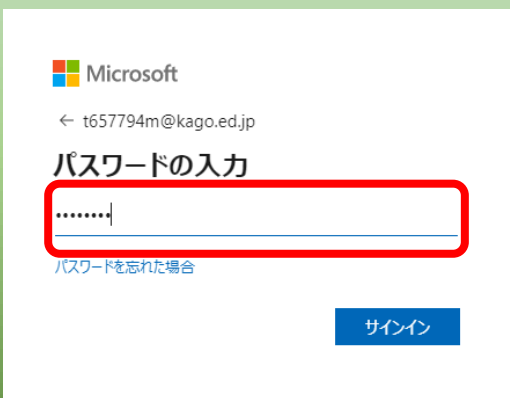 Microsoft
← t657794m@kago.ed.jp
パスワードの入力
••••••••
パスワードを忘れた場合
サインイン